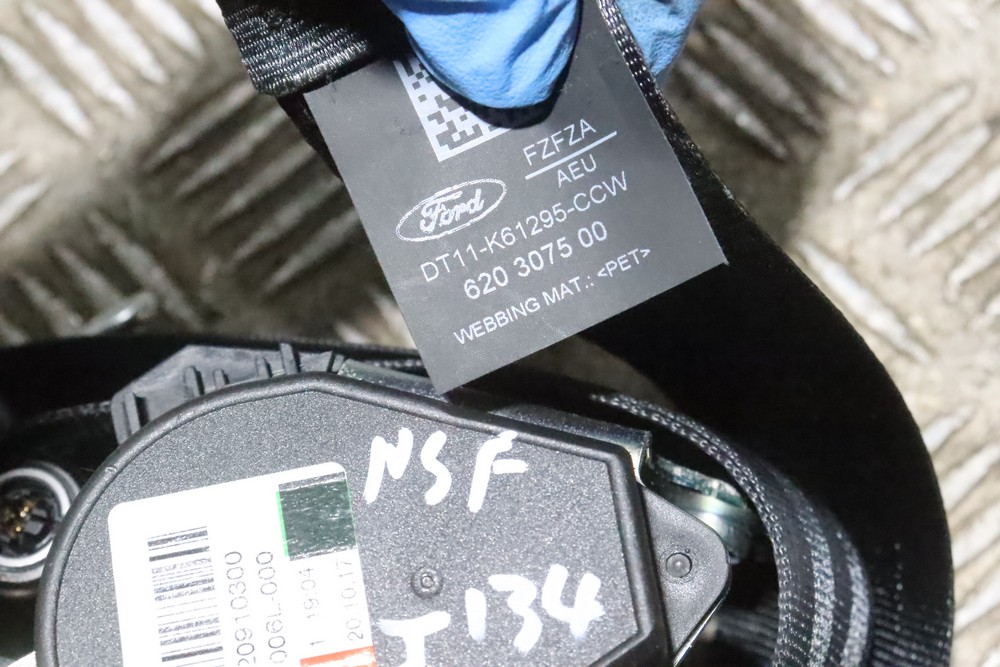 FZFZA
AEU
Ford
DT11-K61295-CCW
620 3075 00
WEBBING MAT.: <PET>
NSF
J134
20910300
006L.000
1 19:04
20.10.17